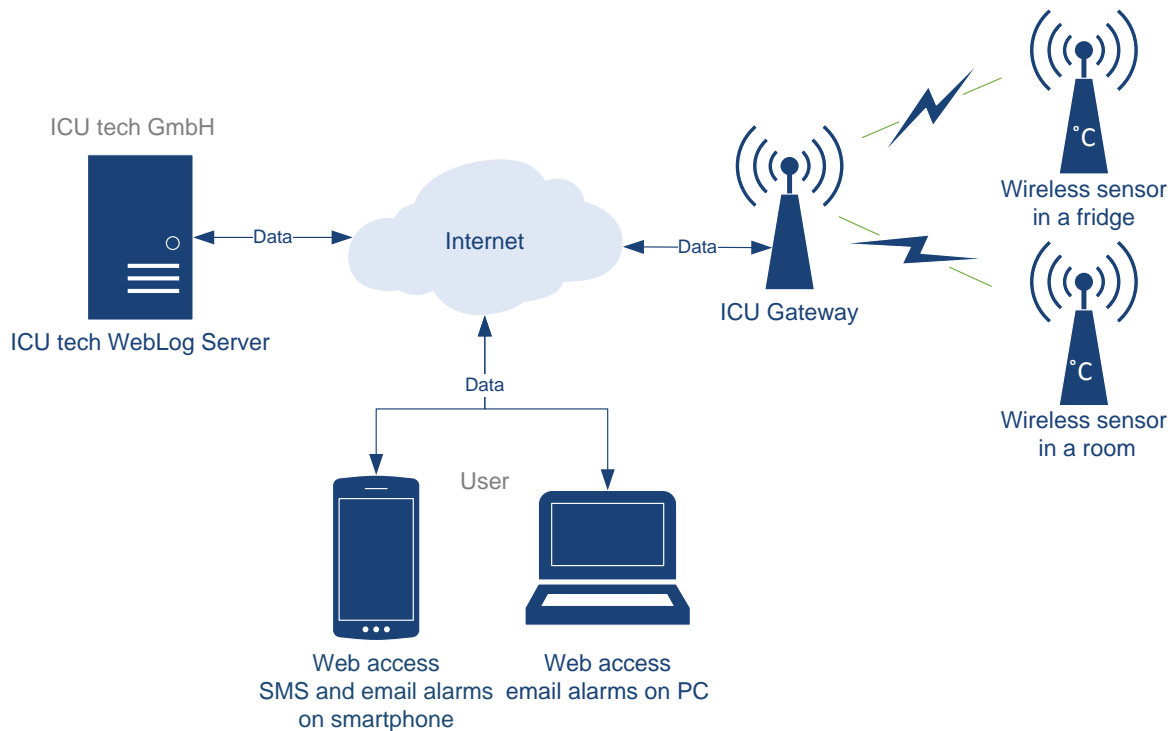 ICU tech GmbH
ICU tech WebLog Server
Data
Internet
Data
ICU Gateway
˚C
Wireless sensor
in a fridge
˚C
Wireless sensor
in a room
Data
User
Web access
SMS and email alarms
on smartphone
Web access
email alarms on PC